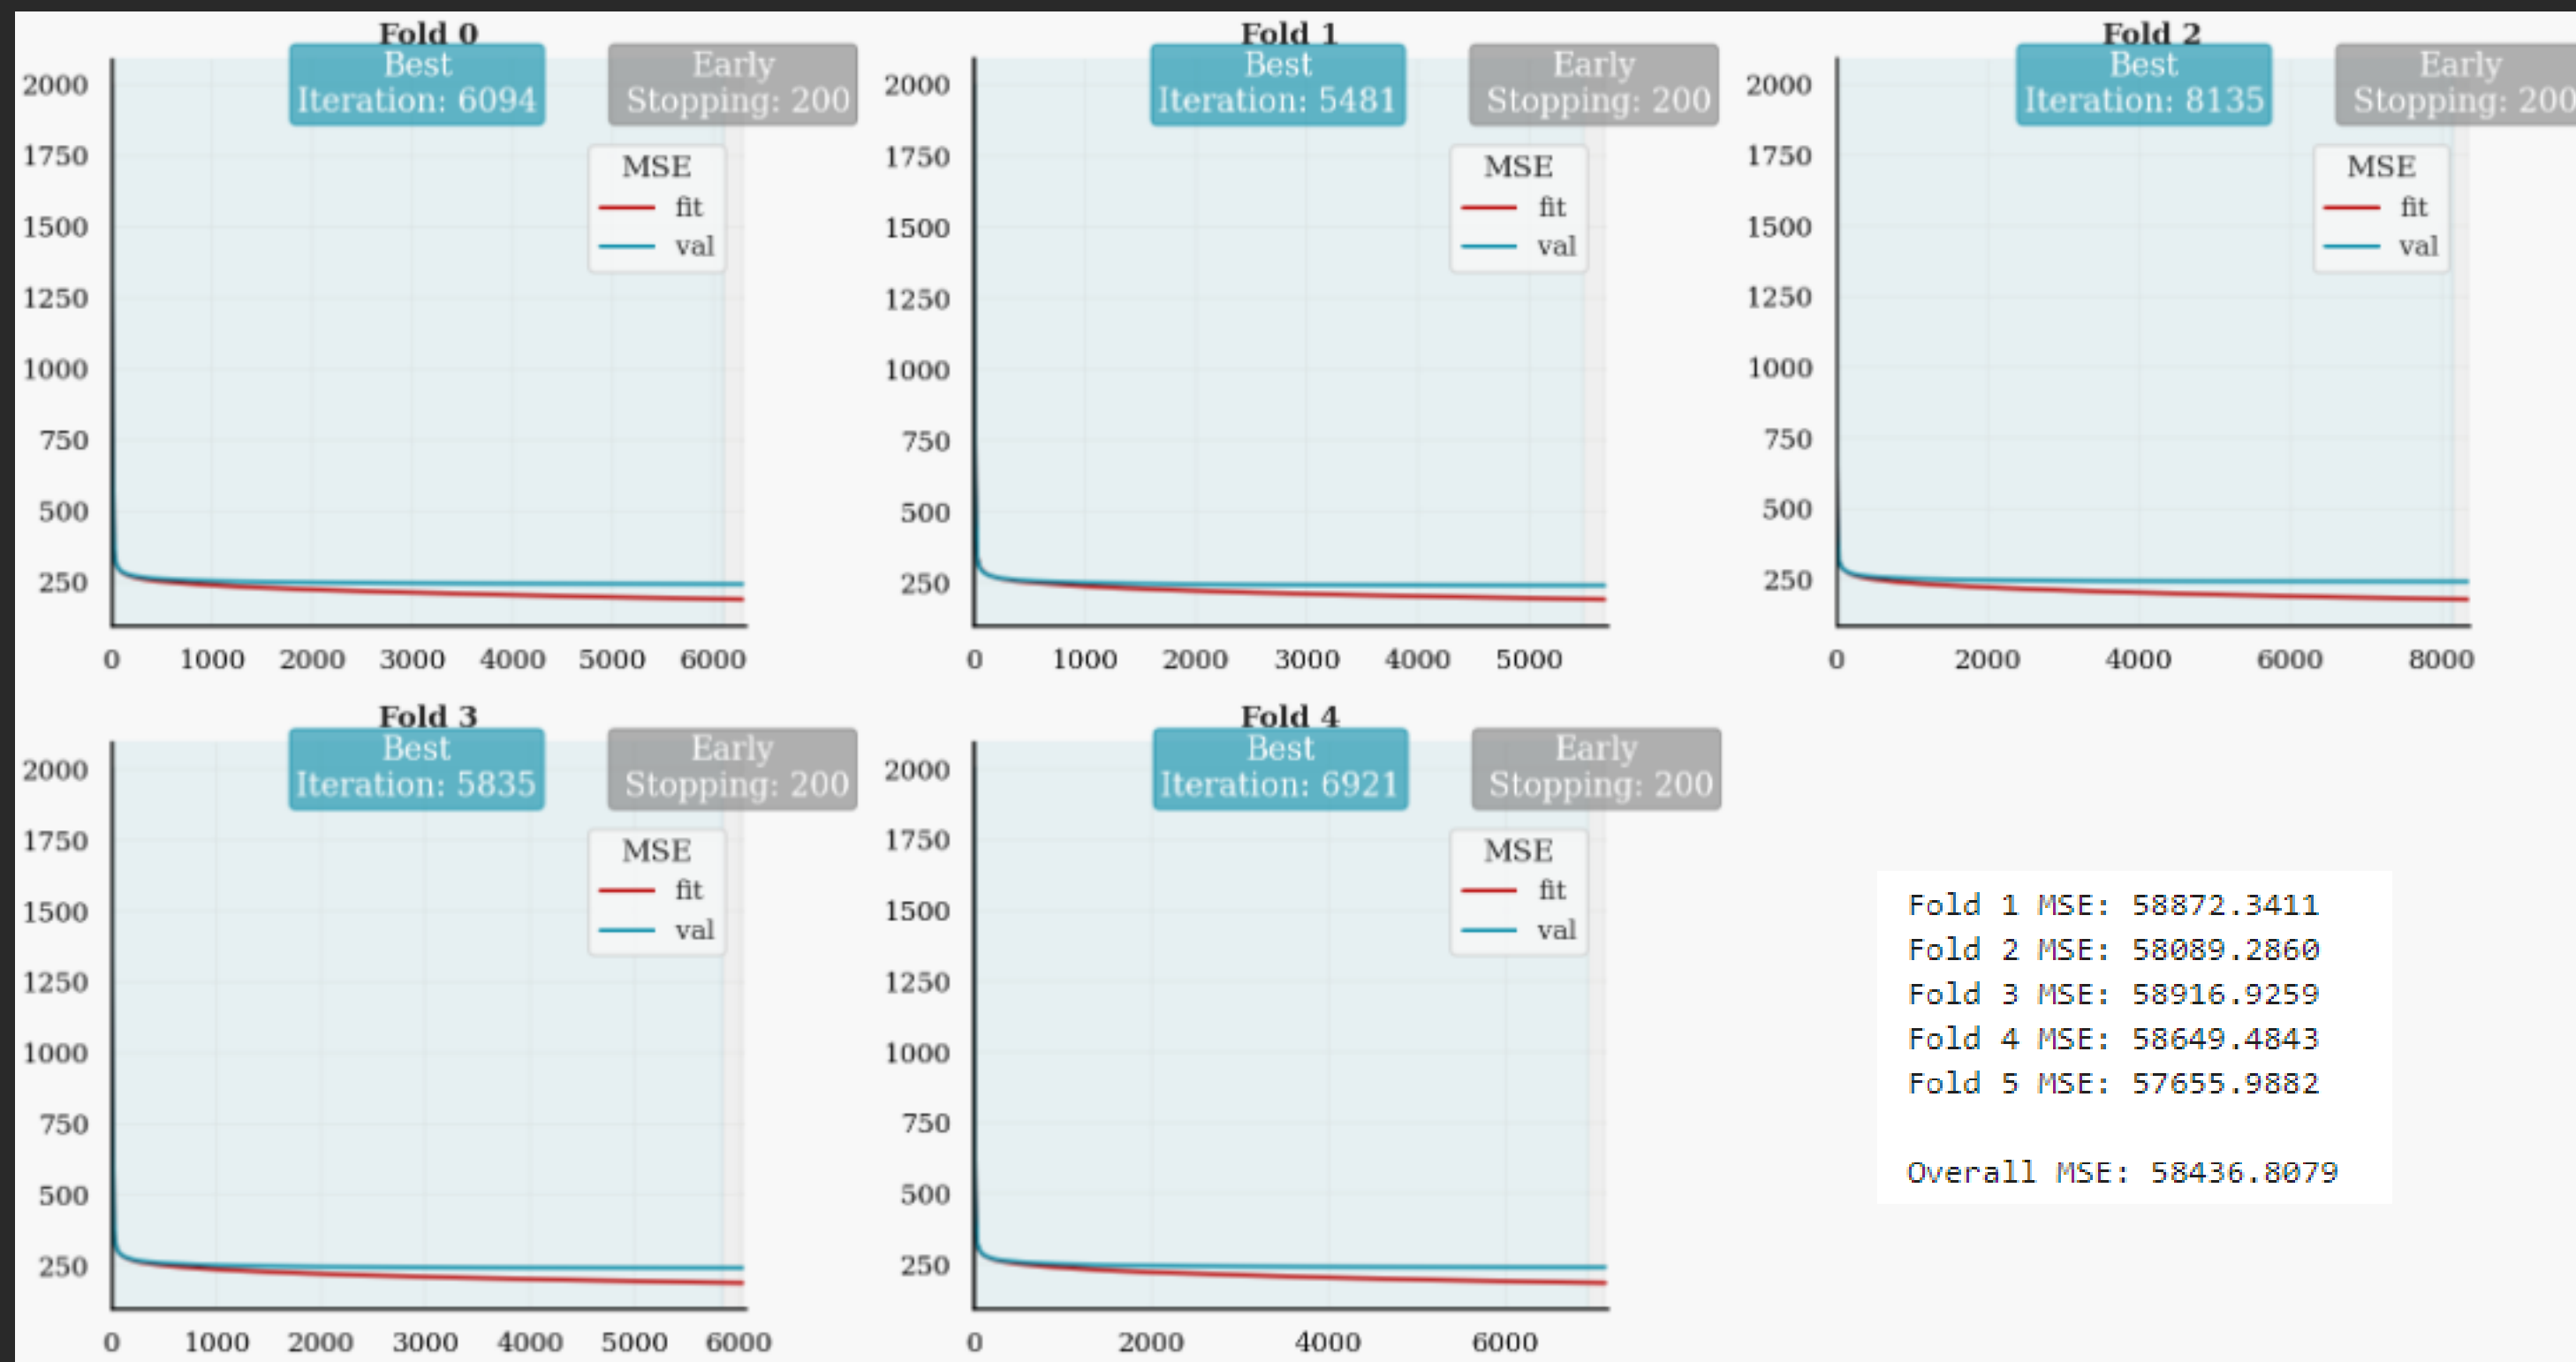 Fold 0
Best
Iteration: 6094
Early
Stopping: 200
MSE
fit
val
2000
1750
1500
1250
1000
750
500
250
0 1000 2000 3000 4000 5000 6000
Fold 1
Best
Iteration: 5481
Early
Stopping: 200
MSE
fit
val
2000
1750
1500
1250
1000
750
500
250
0 1000 2000 3000 4000 5000
Fold 2
Best
Iteration: 8135
Early
Stopping: 200
MSE
fit
val
2000
1750
1500
1250
1000
750
500
250
0 2000 4000 6000 8000
Fold 3
Best
Iteration: 5835
Early
Stopping: 200
MSE
fit
val
2000
1750
1500
1250
1000
750
500
250
0 1000 2000 3000 4000 5000 6000
Fold 4
Best
Iteration: 6921
Early
Stopping: 200
MSE
fit
val
2000
1750
1500
1250
1000
750
500
250
0 2000 4000 6000
Fold 1 MSE: 58872.3411
Fold 2 MSE: 58089.2860
Fold 3 MSE: 58916.9259
Fold 4 MSE: 58649.4843
Fold 5 MSE: 57655.9882
Overall MSE: 58436.8079